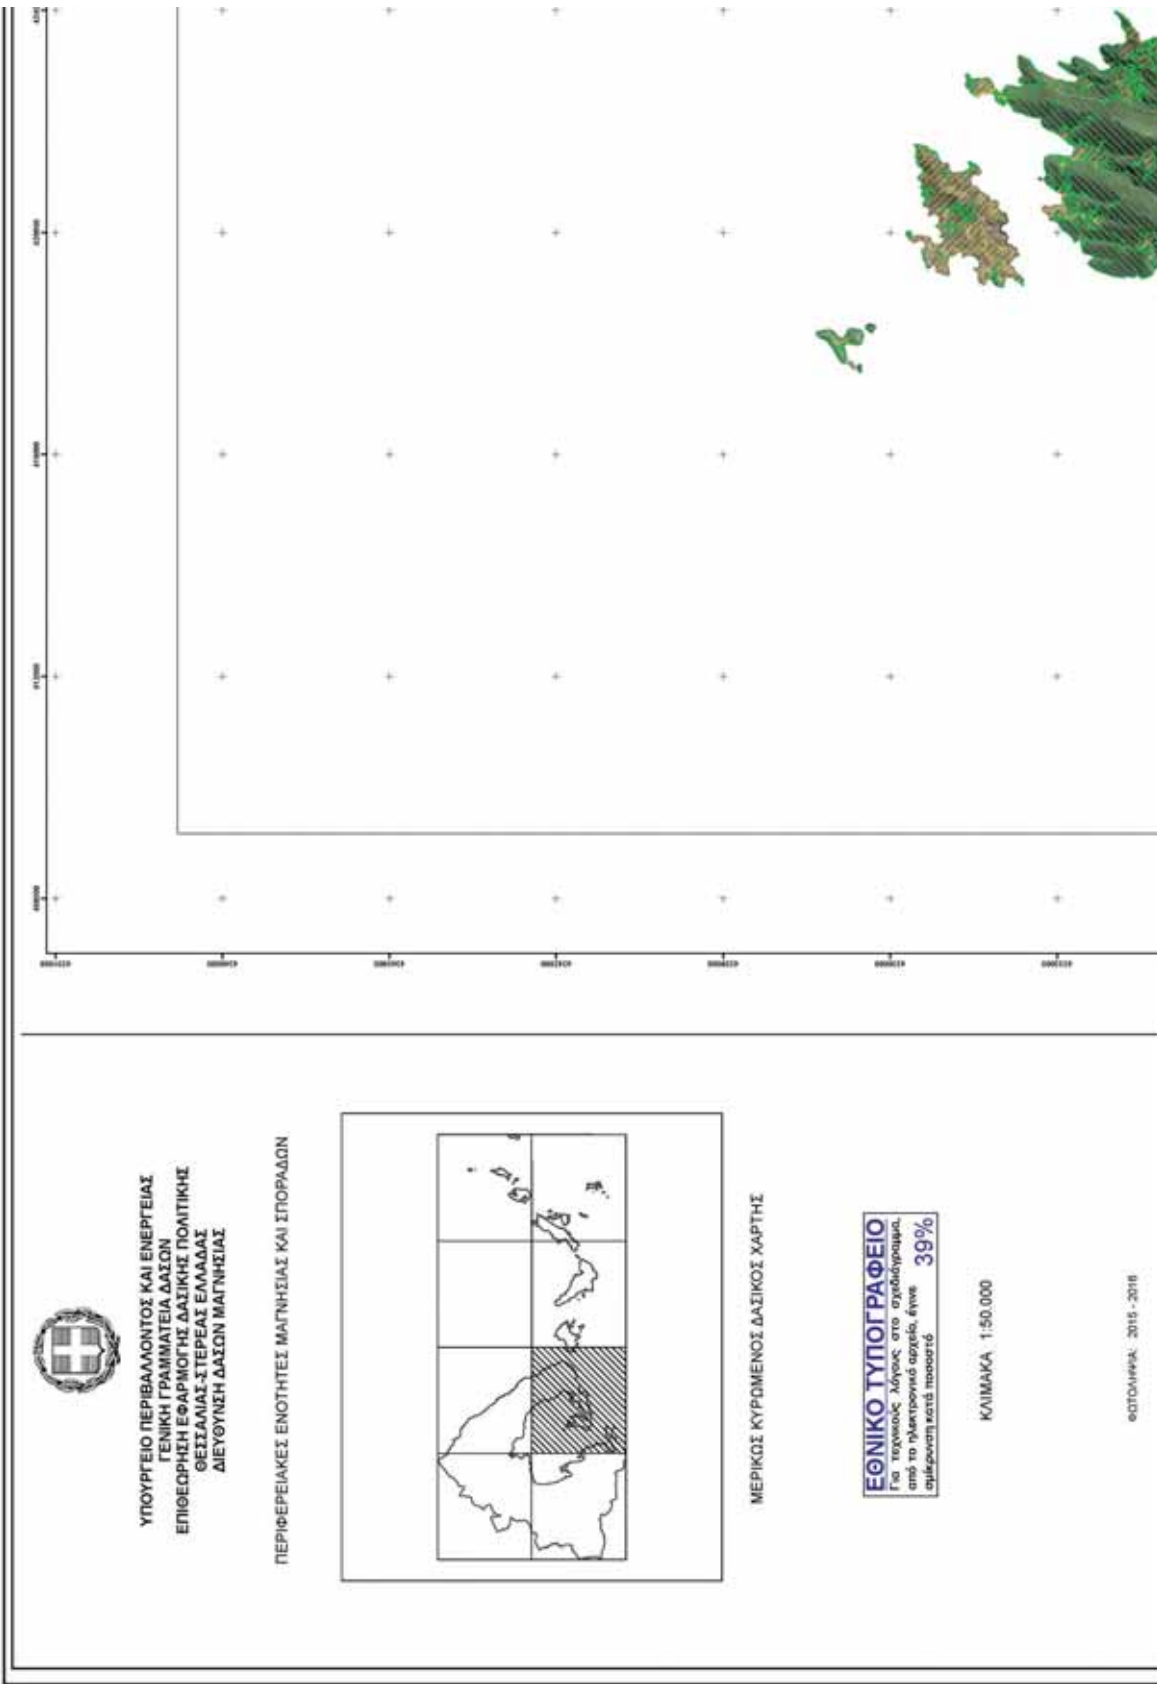 ΥΠΟΥΡΓΕΙΟ ΠΕΡΙΒΑΛΛΟΝΤΟΣ ΚΑΙ ΕΝΕΡΓΕΙΑΣ
ΓΕΝΙΚΗ ΓΡΑΜΜΑΤΕΙΑ ΔΑΣΩΝ
ΕΠΙΘΕΩΡΗΣΗ ΕΦΑΡΜΟΓΗΣ ΔΑΣΙΚΗΣ ΠΟΛΙΤΙΚΗΣ
ΘΕΣΣΑΛΙΑΣ-ΣΤΕΡΕΑΣ ΕΛΛΑΔΑΣ
ΔΙΕΥΘΥΝΣΗ ΔΑΣΩΝ ΜΑΓΝΗΣΙΑΣ
ΠΕΡΙΦΕΡΕΙΑΚΕΣ ΕΝΟΤΗΤΕΣ ΜΑΓΝΗΣΙΑΣ ΚΑΙ ΣΠΟΡΑΔΩΝ
ΜΕΡΙΚΩΣ ΚΥΡΩΜΕΝΟΣ ΔΑΣΙΚΟΣ ΧΑΡΤΗΣ
ΕΘΝΙΚΟ ΤΥΠΟΓΡΑΦΕΙΟ
Για τεχνικούς λόγους στο σχεδιάγραμμα,
από το ηλεκτρονικό αρχείο, έγινε
σμίκρυνση κατά ποσοστό 39%
ΚΛΙΜΑΚΑ 1:50.000
ΦΩΤΟΛΗΨΙΑ: 2015 - 2016